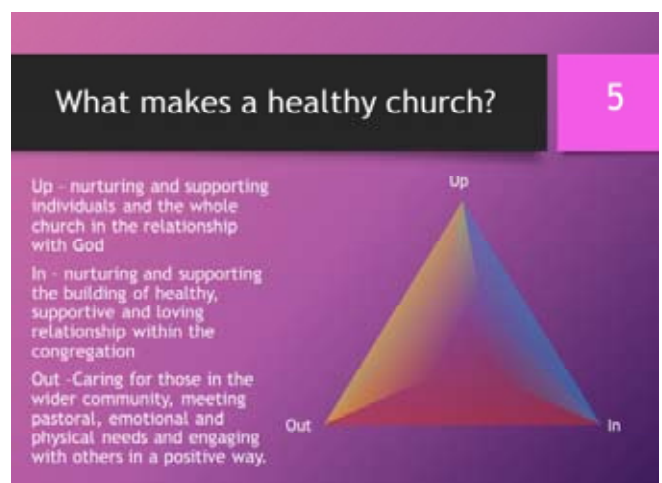 What makes a healthy church?
5
Up – nurturing and supporting
individuals and the whole
church in the relationship
with God
In – nurturing and supporting
the building of healthy,
supportive and loving
relationship within the
congregation
Out –Caring for those in the
wider community, meeting
pastoral, emotional and
physical needs and engaging
with others in a positive way.
Up
Out
In